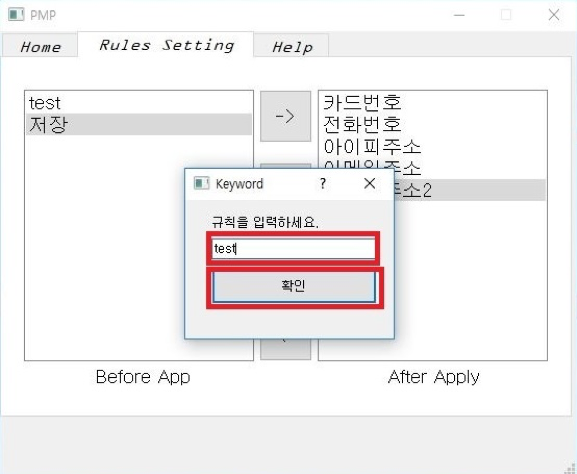 PMP
Home
Rules Setting
Help
test
저장
->
카드번호
전화번호
아이피주소
이메일주소
주소2
Keyword
?
규칙을 입력하세요.
test
확인
Before App
After Apply